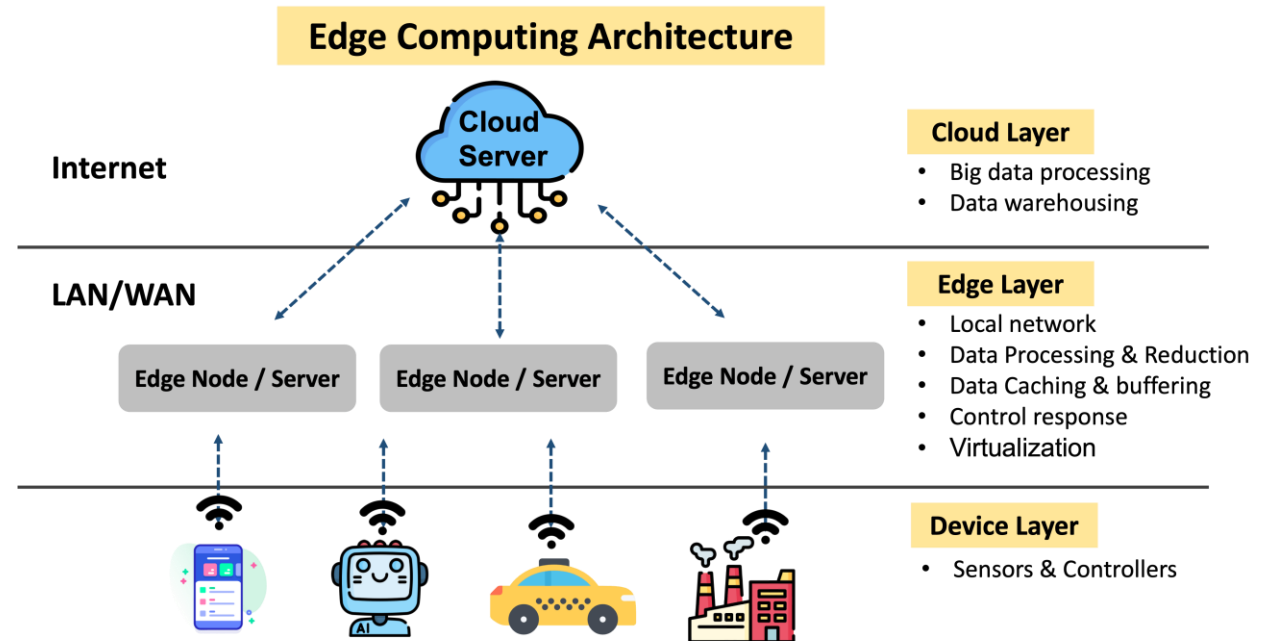 Edge Computing Architecture
Cloud
Server
Internet
Cloud Layer
• Big data processing
• Data warehousing
LAN/WAN
Edge Layer
• Local network
• Data Processing & Reduction
• Data Caching & buffering
• Control response
• Virtualization
Edge Node / Server
Edge Node / Server
Edge Node / Server
Device Layer
• Sensors & Controllers
AI